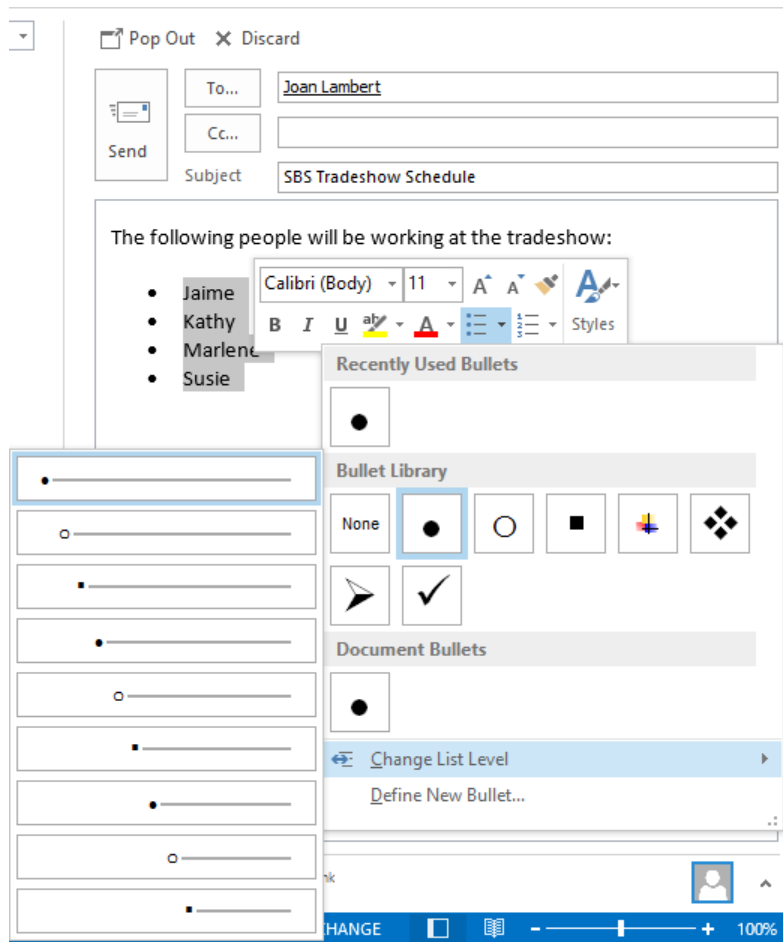 Pop Out Discard
To... Joan Lambert
Cc...
Send
Subject SBS Tradeshow Schedule
The following people will be working at the tradeshow:
Jaime
Kathy
Marlene
Susie
Calibri (Body) 11 A A
B I U ab A Styles
Recently Used Bullets
Bullet Library
None
Document Bullets
Change List Level
Define New Bullet...
HANGE 100%